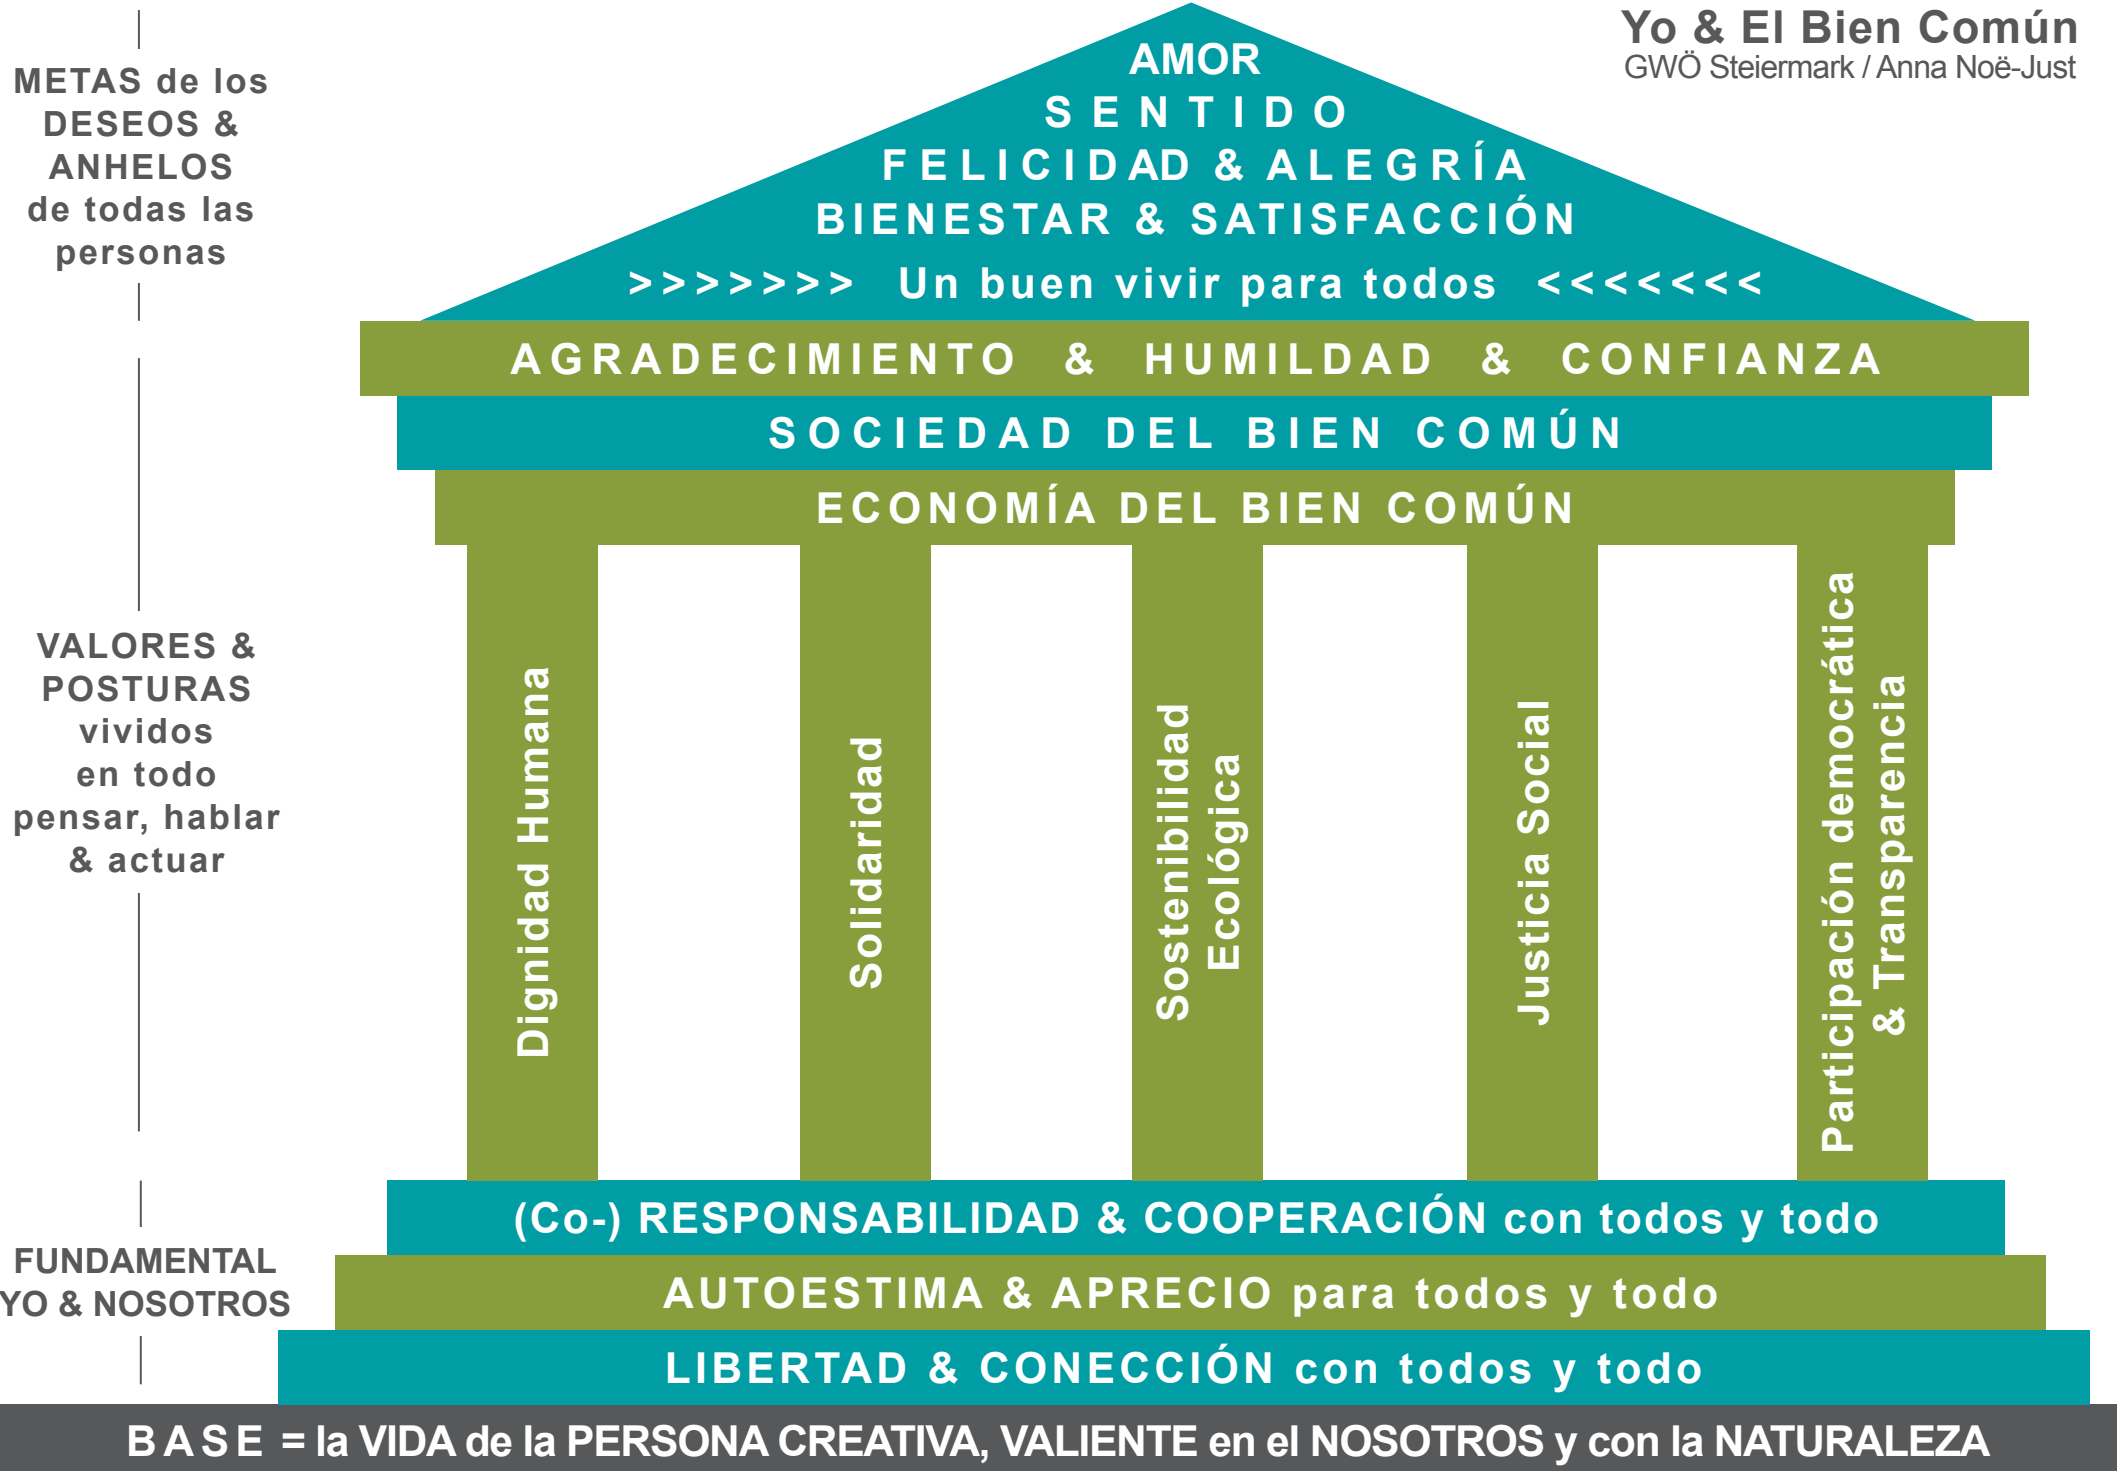 Yo & El Bien Común
GWÖ Steiermark / Anna Noë-Just
METAS de los
DESEOS &
ANHELOS
de todas las
personas
AMOR
SENTIDO
FELICIDAD & ALEGRÍA
BIENESTAR & SATISFACCIÓN
>>>>>>> Un buen vivir para todos <<<<<<<
AGRADECIMIENTO & HUMILDAD & CONFIANZA
SOCIEDAD DEL BIEN COMÚN
ECONOMÍA DEL BIEN COMÚN
VALORES &
POSTURAS
vividos
en todo
pensar, hablar
& actuar
Dignidad Humana
Solidaridad
Sostenibilidad
Ecológica
Justicia Social
Participación democrática
& Transparencia
FUNDAMENTAL
YO & NOSOTROS
(Co-) RESPONSABILIDAD & COOPERACIÓN con todos y todo
AUTOESTIMA & APRECIO para todos y todo
LIBERTAD & CONECCIÓN con todos y todo
BASE = la VIDA de la PERSONA CREATIVA, VALIENTE en el NOSOTROS y con la NATURALEZA